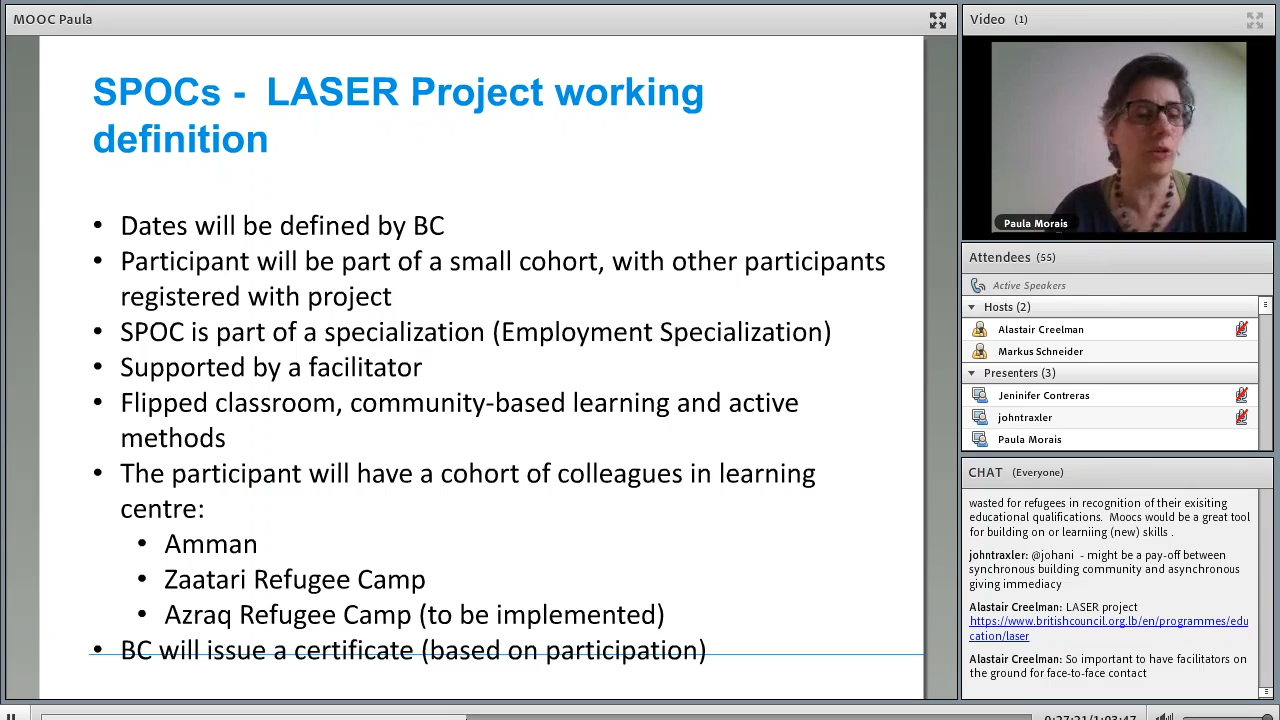 MOOC Paula
SPOCs - LASER Project working
definition
• Dates will be defined by BC
• Participant will be part of a small cohort, with other participants
registered with project
• SPOC is part of a specialization (Employment Specialization)
• Supported by a facilitator
• Flipped classroom, community-based learning and active
methods
• The participant will have a cohort of colleagues in learning
centre:
• Amman
• Zaatari Refugee Camp
• Azraq Refugee Camp (to be implemented)
• BC will issue a certificate (based on participation)
Video (1)
Paula Morais
Attendees (55)
Active Speakers
Hosts (2)
Alastair Creelman
Markus Schneider
Presenters (3)
Jeninifer Contreras
johntraxler
Paula Morais
CHAT (Everyone)
wasted for refugees in recognition of their exisiting
educational qualifications. Moocs would be a great tool
for building on or learniing (new) skills .
johntraxler: @johani - might be a pay-off between
synchronous building community and asynchronous
giving immediacy
Alastair Creelman: LASER project
https://www.britishcouncil.org.lb/en/programmes/edu
cation/laser
Alastair Creelman: So important to have facilitators on
the ground for face-to-face contact
0:27:21/1:03:47